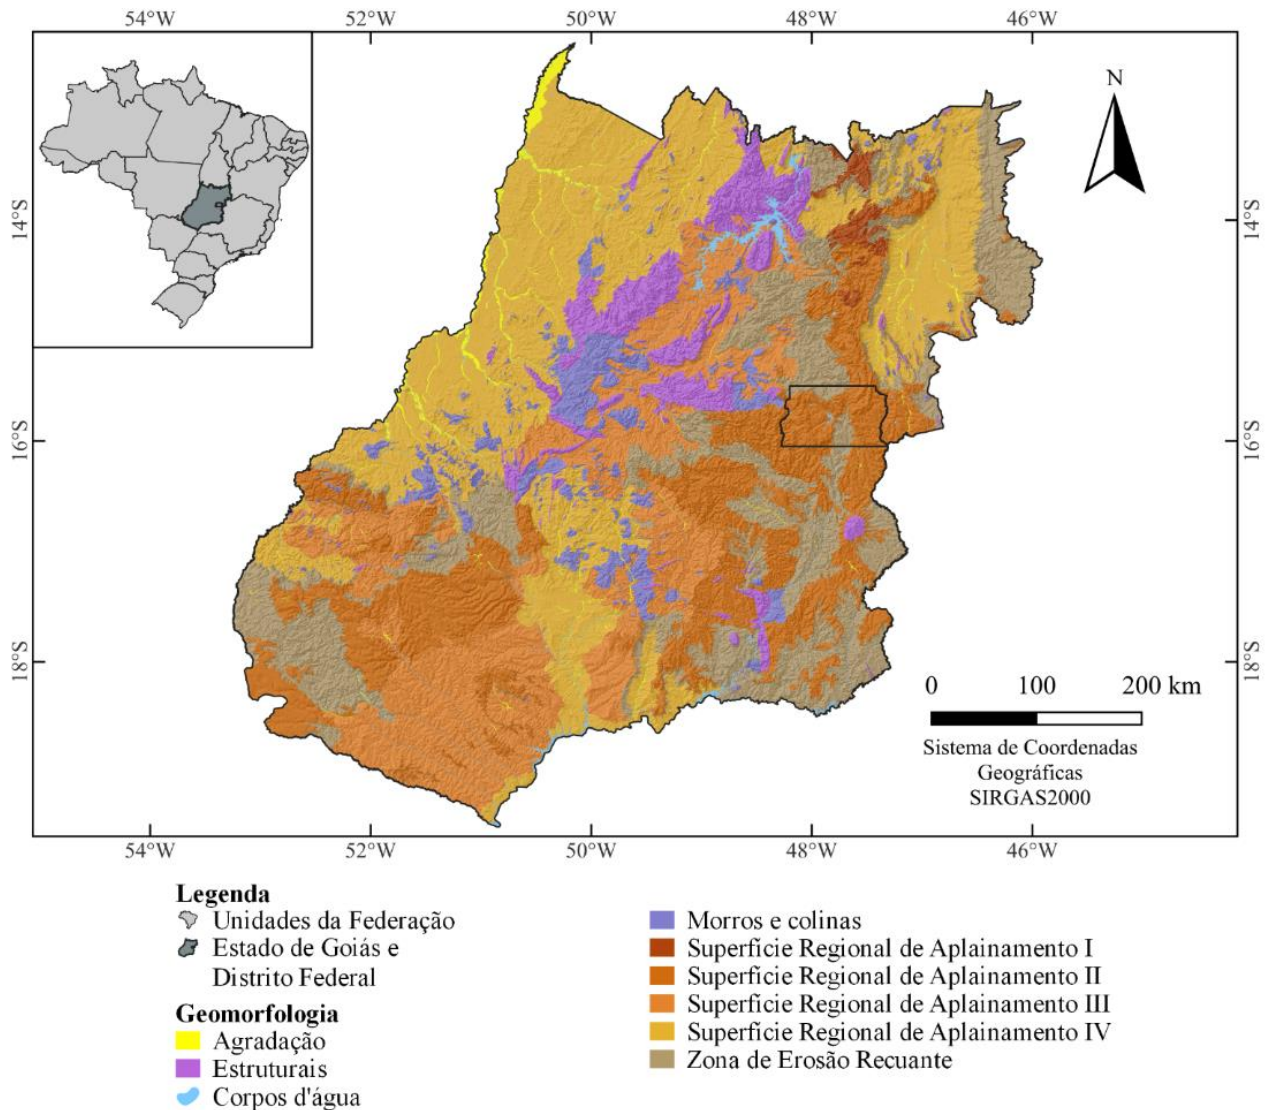 54°W 52°W 50°W 48°W 46°W
N
14°S 14°S
16°S 16°S
18°S 18°S
0 100 200 km
Sistema de Coordenadas
Geográficas
SIRGAS2000
54°W 52°W 50°W 48°W 46°W
Legenda
Unidades da Federação
Estado de Goiás e
Distrito Federal
Geomorfologia
Agradação
Estruturais
Corpos d'água
Morros e colinas
Superfície Regional de Aplainamento I
Superfície Regional de Aplainamento II
Superfície Regional de Aplainamento III
Superfície Regional de Aplainamento IV
Zona de Erosão Recuante